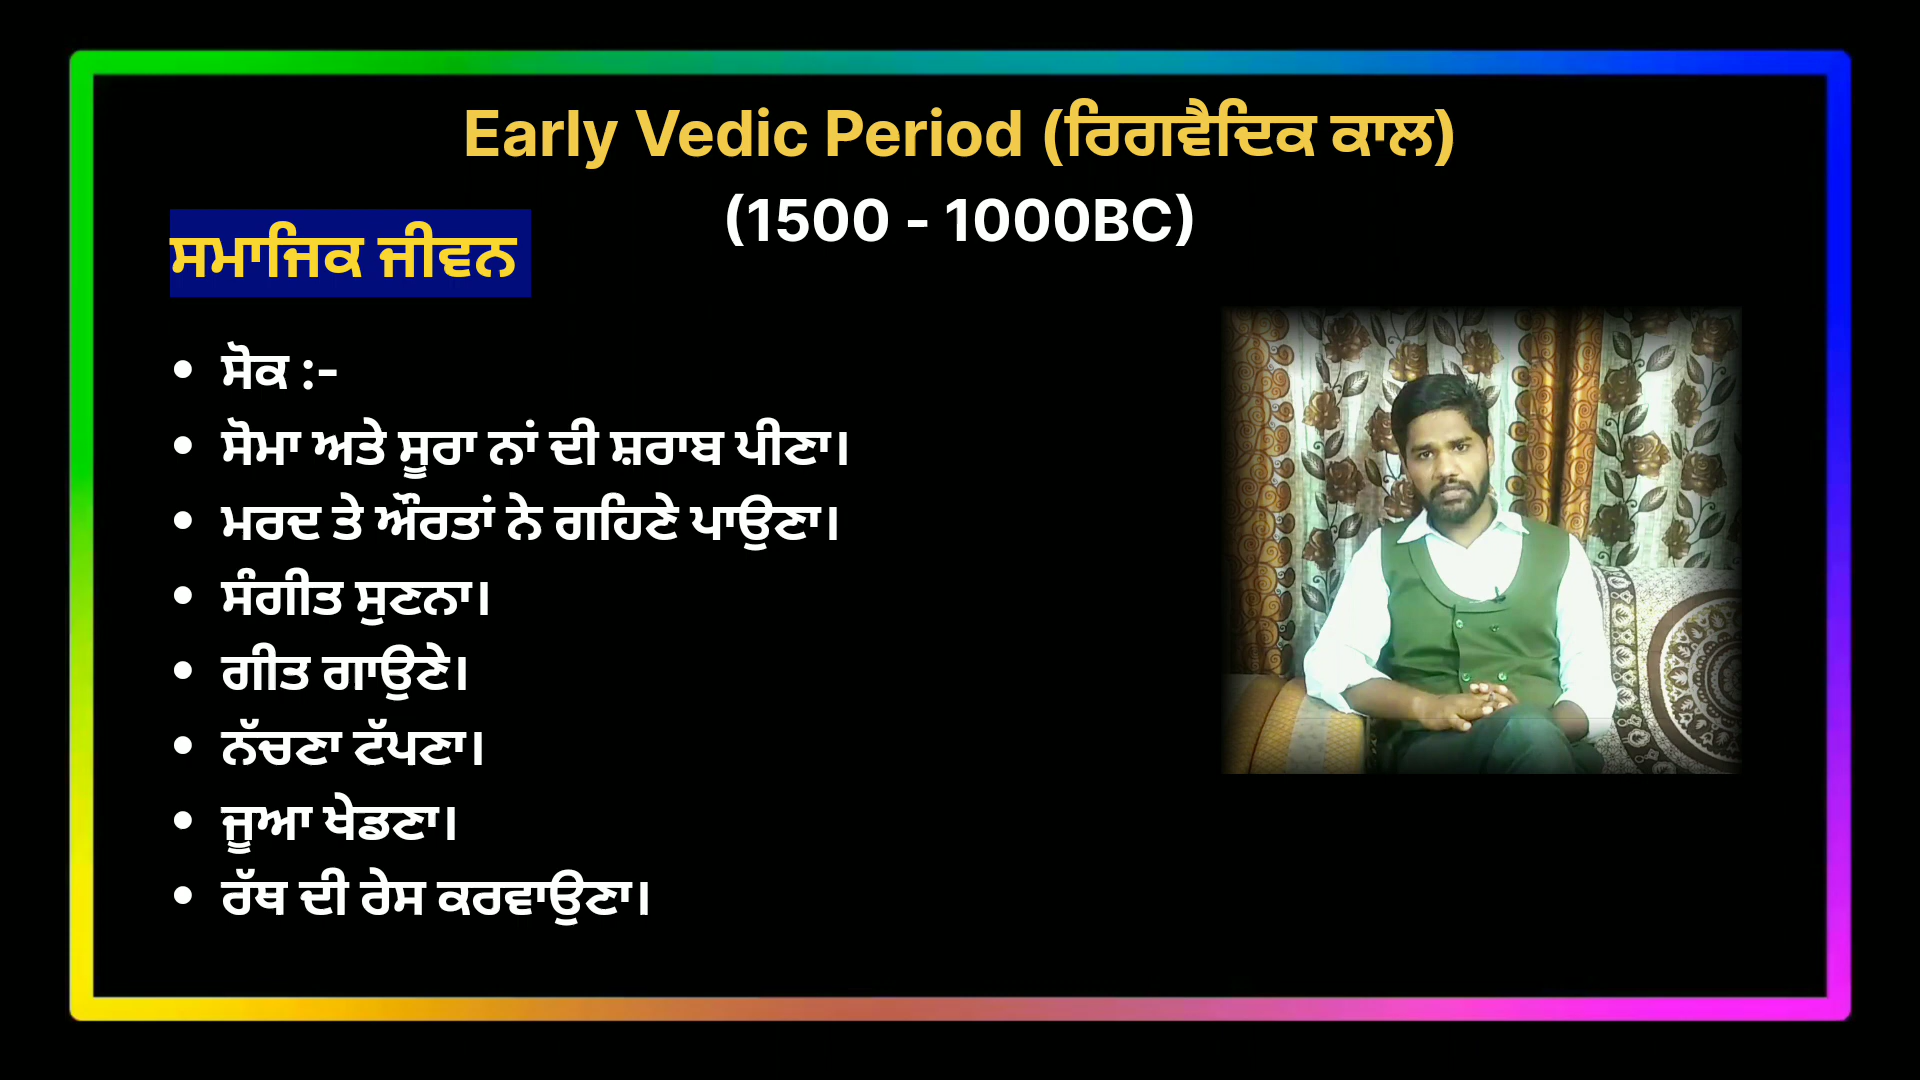 Early Vedic Period (ਰਿਗਵੈਦਿਕ ਕਾਲ)
(1500 - 1000BC)
ਸਮਾਜਿਕ ਜੀਵਨ
• ਸੋਕ :-
• ਸੋਮਾ ਅਤੇ ਸੂਰਾ ਨਾਂ ਦੀ ਸ਼ਰਾਬ ਪੀਣਾ।
• ਮਰਦ ਤੇ ਔਰਤਾਂ ਨੇ ਗਹਿਣੇ ਪਾਉਣਾ।
• ਸੰਗੀਤ ਸੁਣਨਾ।
• ਗੀਤ ਗਾਉਣੇ।
• ਨੱਚਣਾ ਟੱਪਣਾ।
• ਜੂਆ ਖੇਡਣਾ।
• ਰੱਥ ਦੀ ਰੇਸ ਕਰਵਾਉਣਾ।